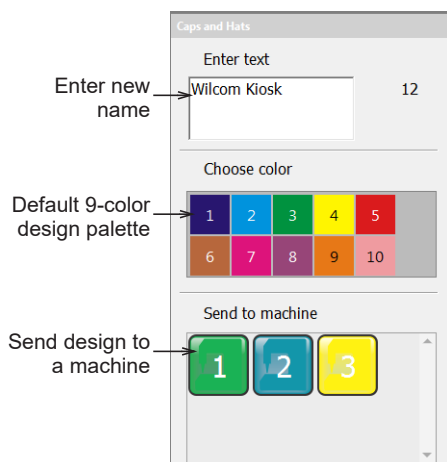 Caps and Hats
Enter text
Enter new
name
Wilcom Kiosk
12
Choose color
Default 9-color
design palette
1 2 3 4 5
6 7 8 9 10
Send to machine
Send design to
a machine
1 2 3